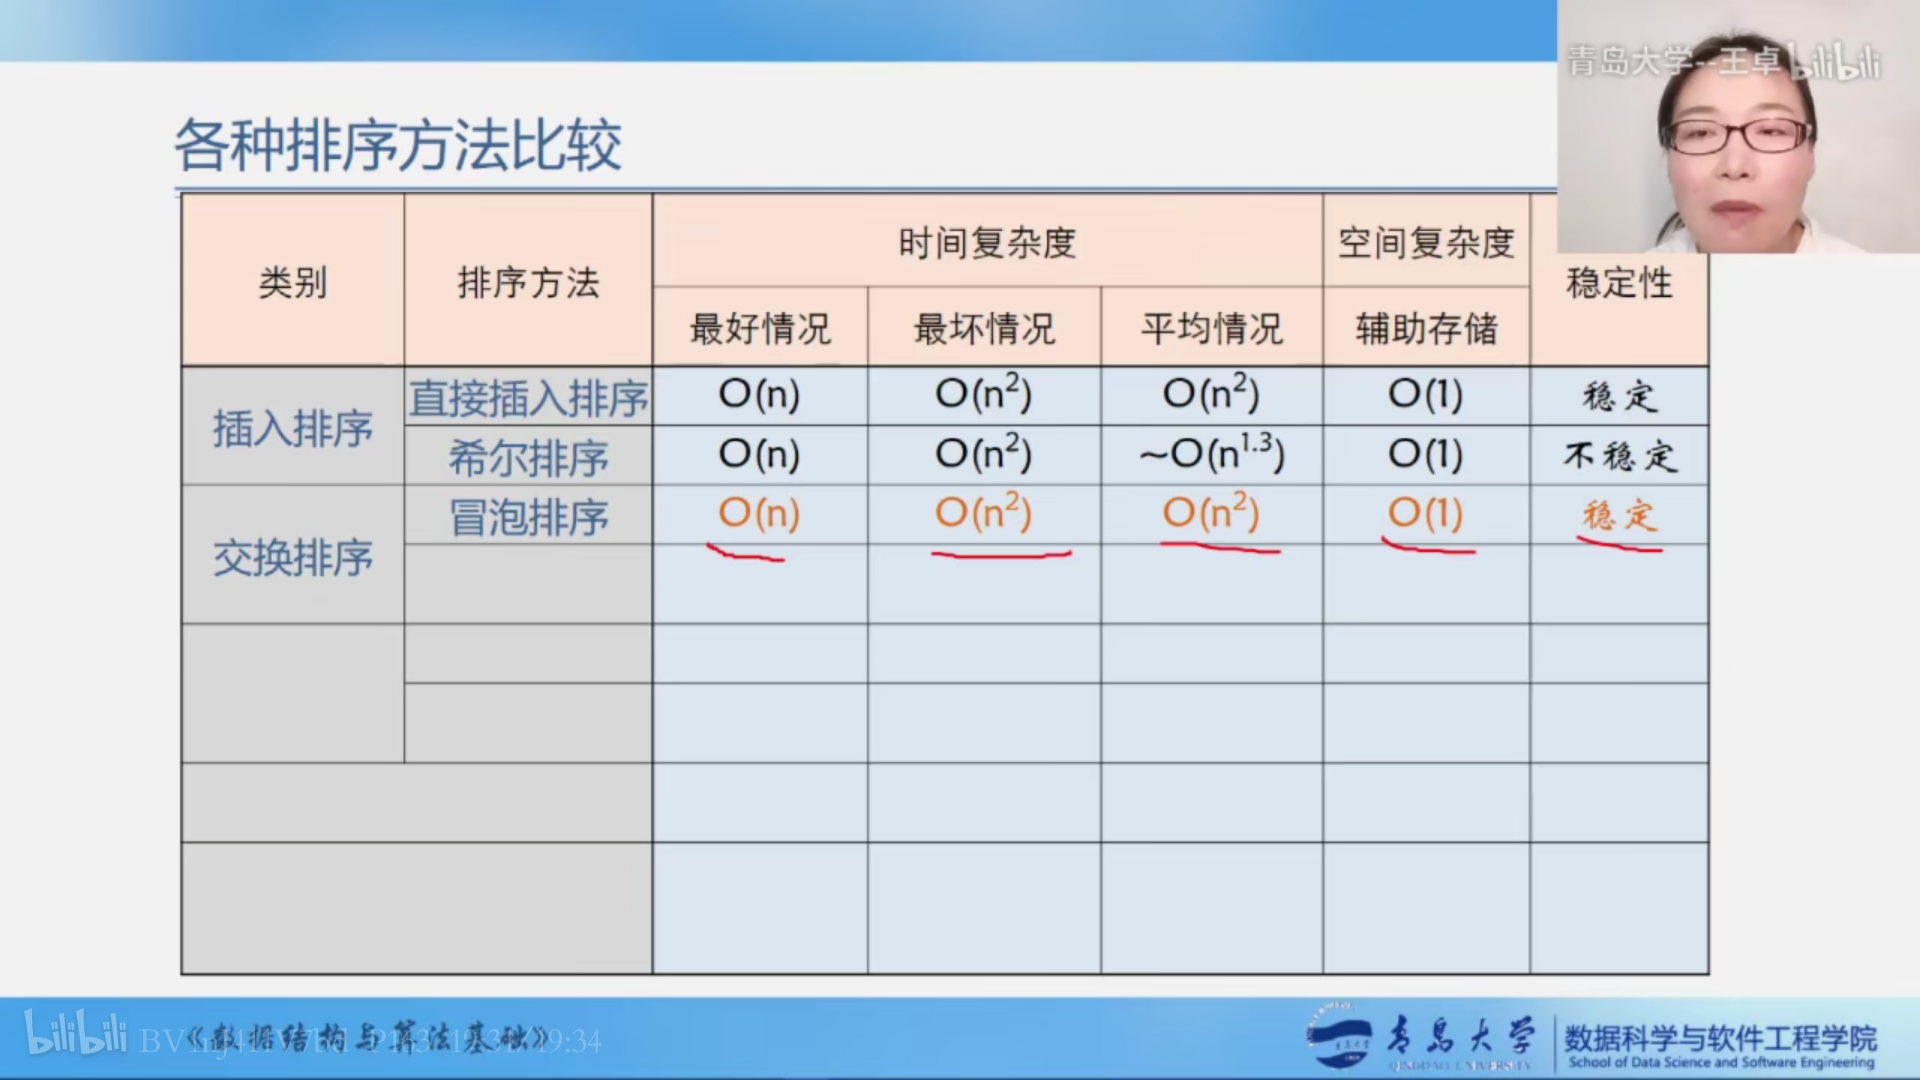 青岛大学--王卓 bilibili
各种排序方法比较
类别 排序方法 时间复杂度 空间复杂度 稳定性
最好情况 最坏情况 平均情况 辅助存储
插入排序 直接插入排序 O(n) O(n²) O(n²) O(1) 稳定
希尔排序 O(n) O(n²) ~O(n^1.3) O(1) 不稳定
交换排序 冒泡排序 O(n) O(n²) O(n²) O(1) 稳定
bilibili 《数据结构与算法基础》 19:34
青岛大学 数据科学与软件工程学院
QINGDAO UNIVERSITY School of Data Science and Software Engineering